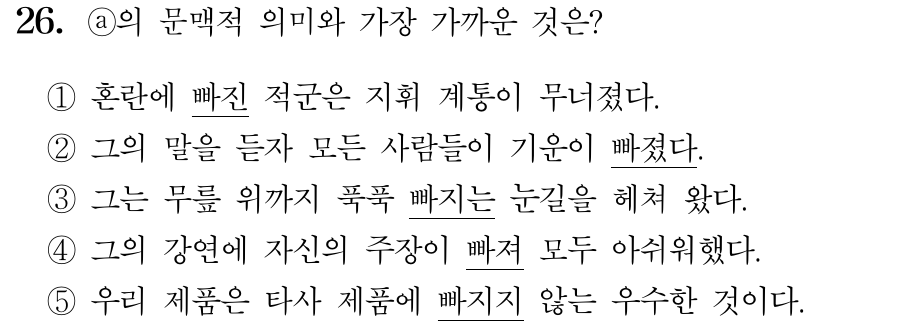 26. ⓐ의 문맥적 의미와 가장 가까운 것은?
① 혼란에 빠진 적군은 지휘 계통이 무너졌다.
② 그의 말을 듣자 모든 사람들이 기운이 빠졌다.
③ 그는 무릎 위까지 푹푹 빠지는 눈길을 헤쳐 왔다.
④ 그의 강연에 자신의 주장이 빠져 모두 아쉬워했다.
⑤ 우리 제품은 타사 제품에 빠지지 않는 우수한 것이다.